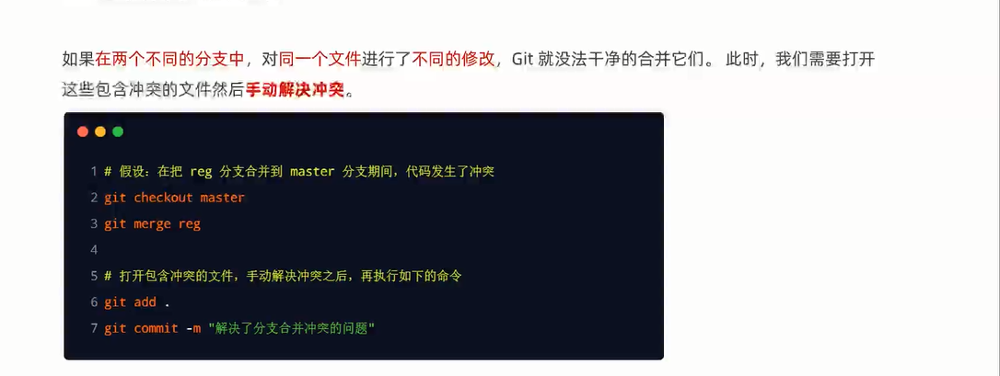 如果在两个不同的分支中，对同一个文件进行了不同的修改，Git 就没法干净的合并它们。 此时，我们需要打开
这些包含冲突的文件然后手动解决冲突。
1 # 假设：在把 reg 分支合并到 master 分支期间，代码发生了冲突
2 git checkout master
3 git merge reg
4
5 # 打开包含冲突的文件，手动解决冲突之后，再执行如下的命令
6 git add .
7 git commit -m "解决了分支合并冲突的问题"